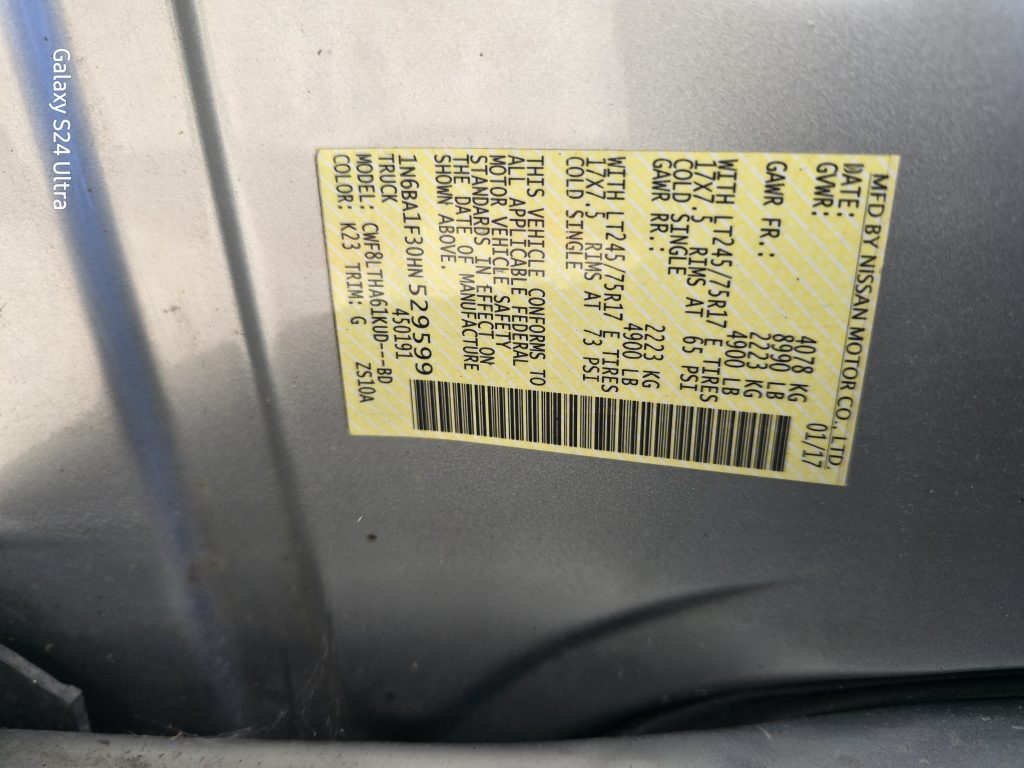 MFD BY NISSAN MOTOR CO., LTD.
DATE: 01/17
GVWR: 4078 KG
8990 LB
GAWR FR.: 2223 KG
4900 LB
WITH LT245/75R17 E TIRES
17X7.5 RIMS AT 65 PSI
COLD SINGLE
GAWR RR.: 2223 KG
4900 LB
WITH LT245/75R17 E TIRES
17X7.5 RIMS AT 73 PSI
COLD SINGLE
THIS VEHICLE CONFORMS TO
ALL APPLICABLE FEDERAL
MOTOR VEHICLE SAFETY
STANDARDS IN EFFECT ON
THE DATE OF MANUFACTURE
SHOWN ABOVE.
1N6BA1F30HN529599
TRUCK 450191
MODEL: CWF8LTHA61KUD--BD
COLOR: K23 TRIM: G Z510A
Galaxy S24 Ultra